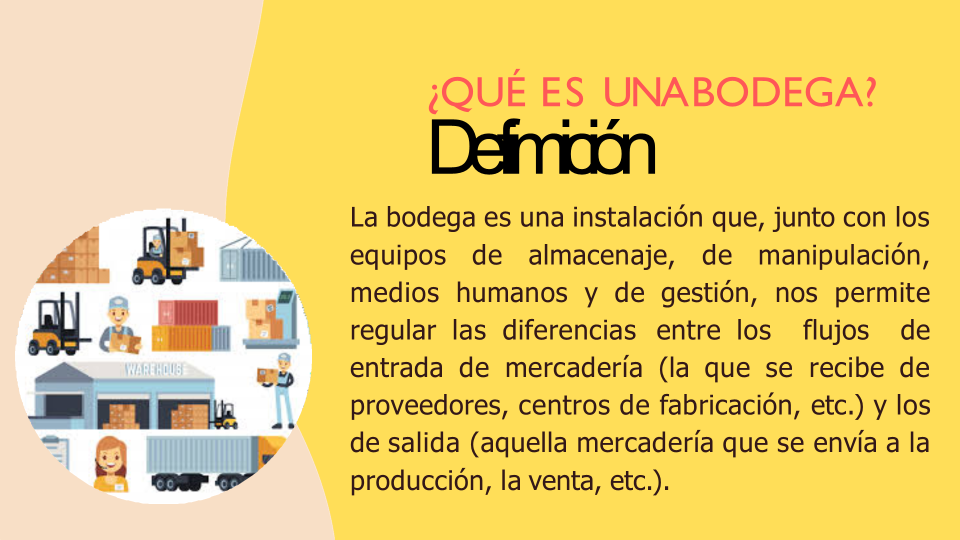 ¿QUÉ ES UNABODEGA?
Definición
La bodega es una instalación que, junto con los
equipos de almacenaje, de manipulación,
medios humanos y de gestión, nos permite
regular las diferencias entre los flujos de
entrada de mercadería (la que se recibe de
proveedores, centros de fabricación, etc.) y los
de salida (aquella mercadería que se envía a la
producción, la venta, etc.).
WAREHOUSE